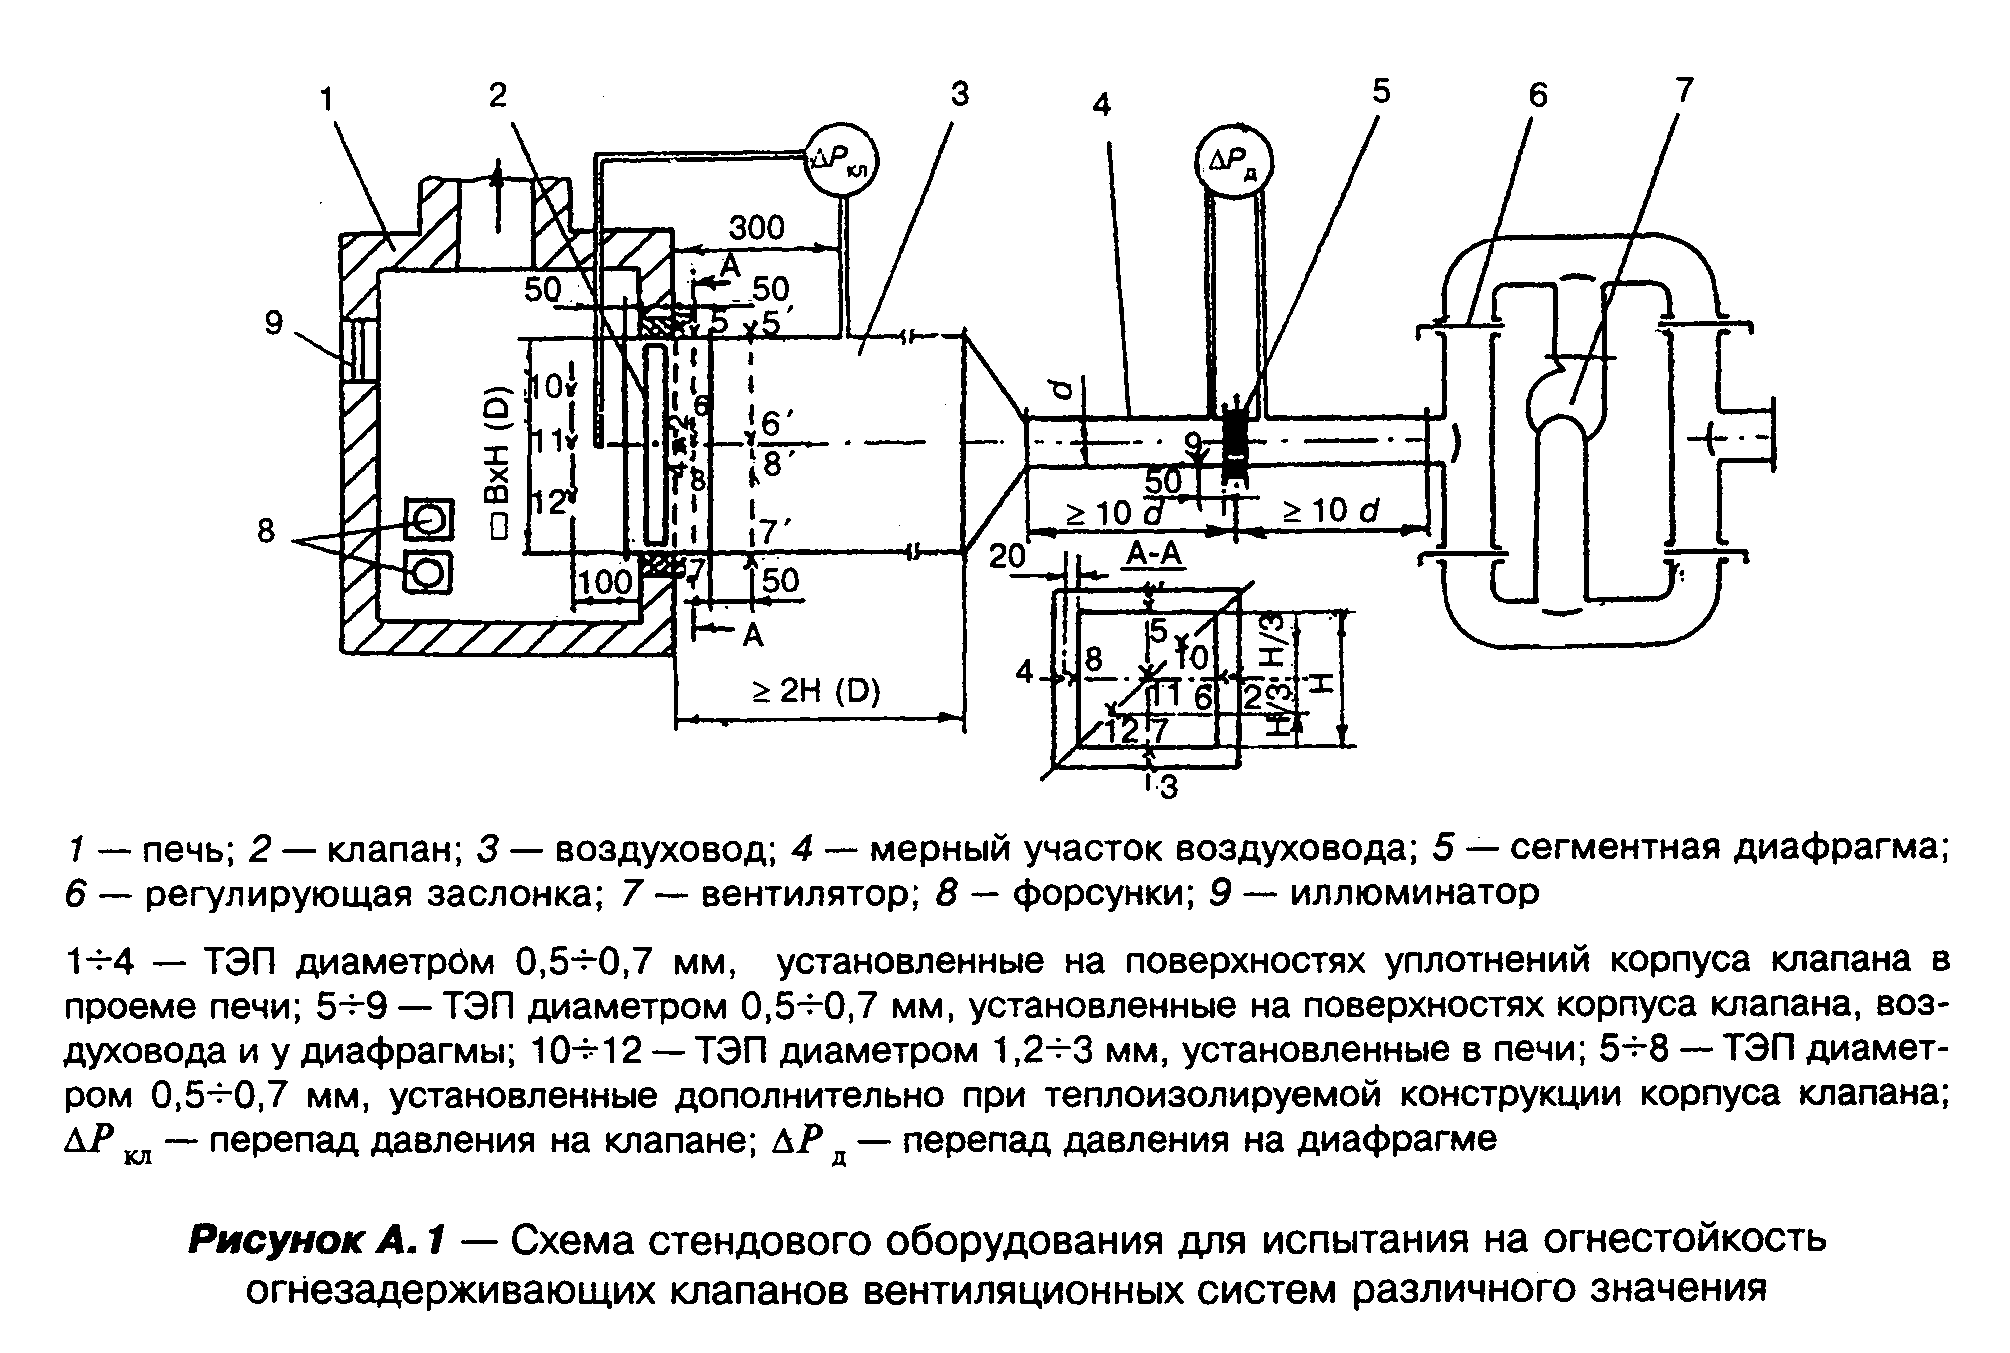 1 2 3 4 5 6 7
ΔPкл
ΔPд
300
А
50 50
5 5′
9
10
6 6′
d
□ BxH (D)
11
2
4
8 8′
9
12
50
7′
≥ 10 d ≥ 10 d
8
7
20
А-А
100
50
А
5
H/3
10
4 8
11 6 2
H
≥ 2H (D)
H/3
12 7
3
1 — печь; 2 — клапан; 3 — воздуховод; 4 — мерный участок воздуховода; 5 — сегментная диафрагма;
6 — регулирующая заслонка; 7 — вентилятор; 8 — форсунки; 9 — иллюминатор
1÷4 — ТЭП диаметром 0,5÷0,7 мм, установленные на поверхностях уплотнений корпуса клапана в
проеме печи; 5÷9 — ТЭП диаметром 0,5÷0,7 мм, установленные на поверхностях корпуса клапана, воз-
духовода и у диафрагмы; 10÷12 — ТЭП диаметром 1,2÷3 мм, установленные в печи; 5÷8 — ТЭП диамет-
ром 0,5÷0,7 мм, установленные дополнительно при теплоизолируемой конструкции корпуса клапана;
ΔP кл — перепад давления на клапане; ΔP д — перепад давления на диафрагме
Рисунок А.1 — Схема стендового оборудования для испытания на огнестойкость
огнезадерживающих клапанов вентиляционных систем различного значения